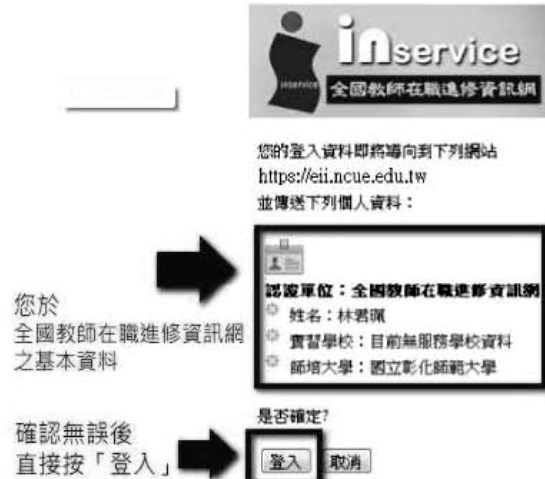 inservice
inservice
全國教師在職進修資訊網
您的登入資料即將導向到下列網站
https://eii.ncue.edu.tw
並傳送下列個人資料：
認證單位：全國教師在職進修資訊網
姓名：林君珮
實習學校：目前無服務學校資料
師培大學：國立彰化師範大學
您於
全國教師在職進修資訊網
之基本資料
是否確定?
確認無誤後
直接按「登入」
登入
取消